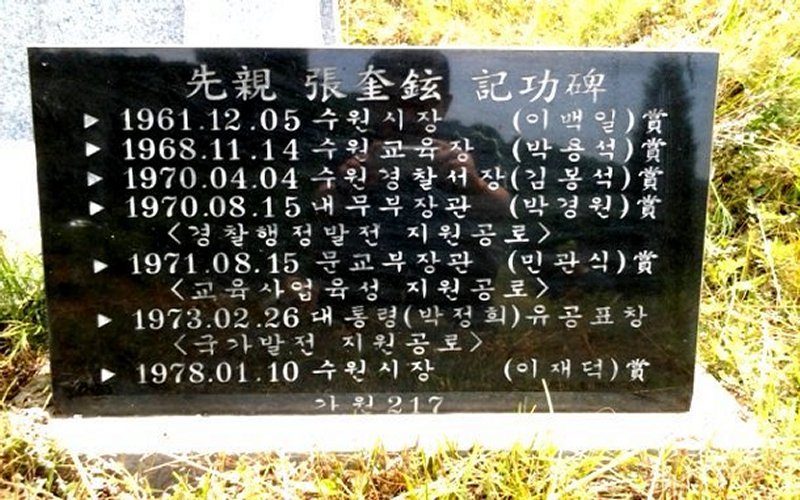 先親 張奎鉉 記功碑
▶ 1961.12.05 수원시장 (이백일)賞
▶ 1968.11.14 수원교육장 (박용석)賞
▶ 1970.04.04 수원경찰서장(김봉석)賞
▶ 1970.08.15 내무부장관 (박경원)賞
<경찰행정발전 지원공로>
▶ 1971.08.15 문교부장관 (민관식)賞
<교육사업육성 지원공로>
▶ 1973.02.26 대통령(박정희)유공표창
<국가발전 지원공로>
▶ 1978.01.10 수원시장 (이재덕)賞
217